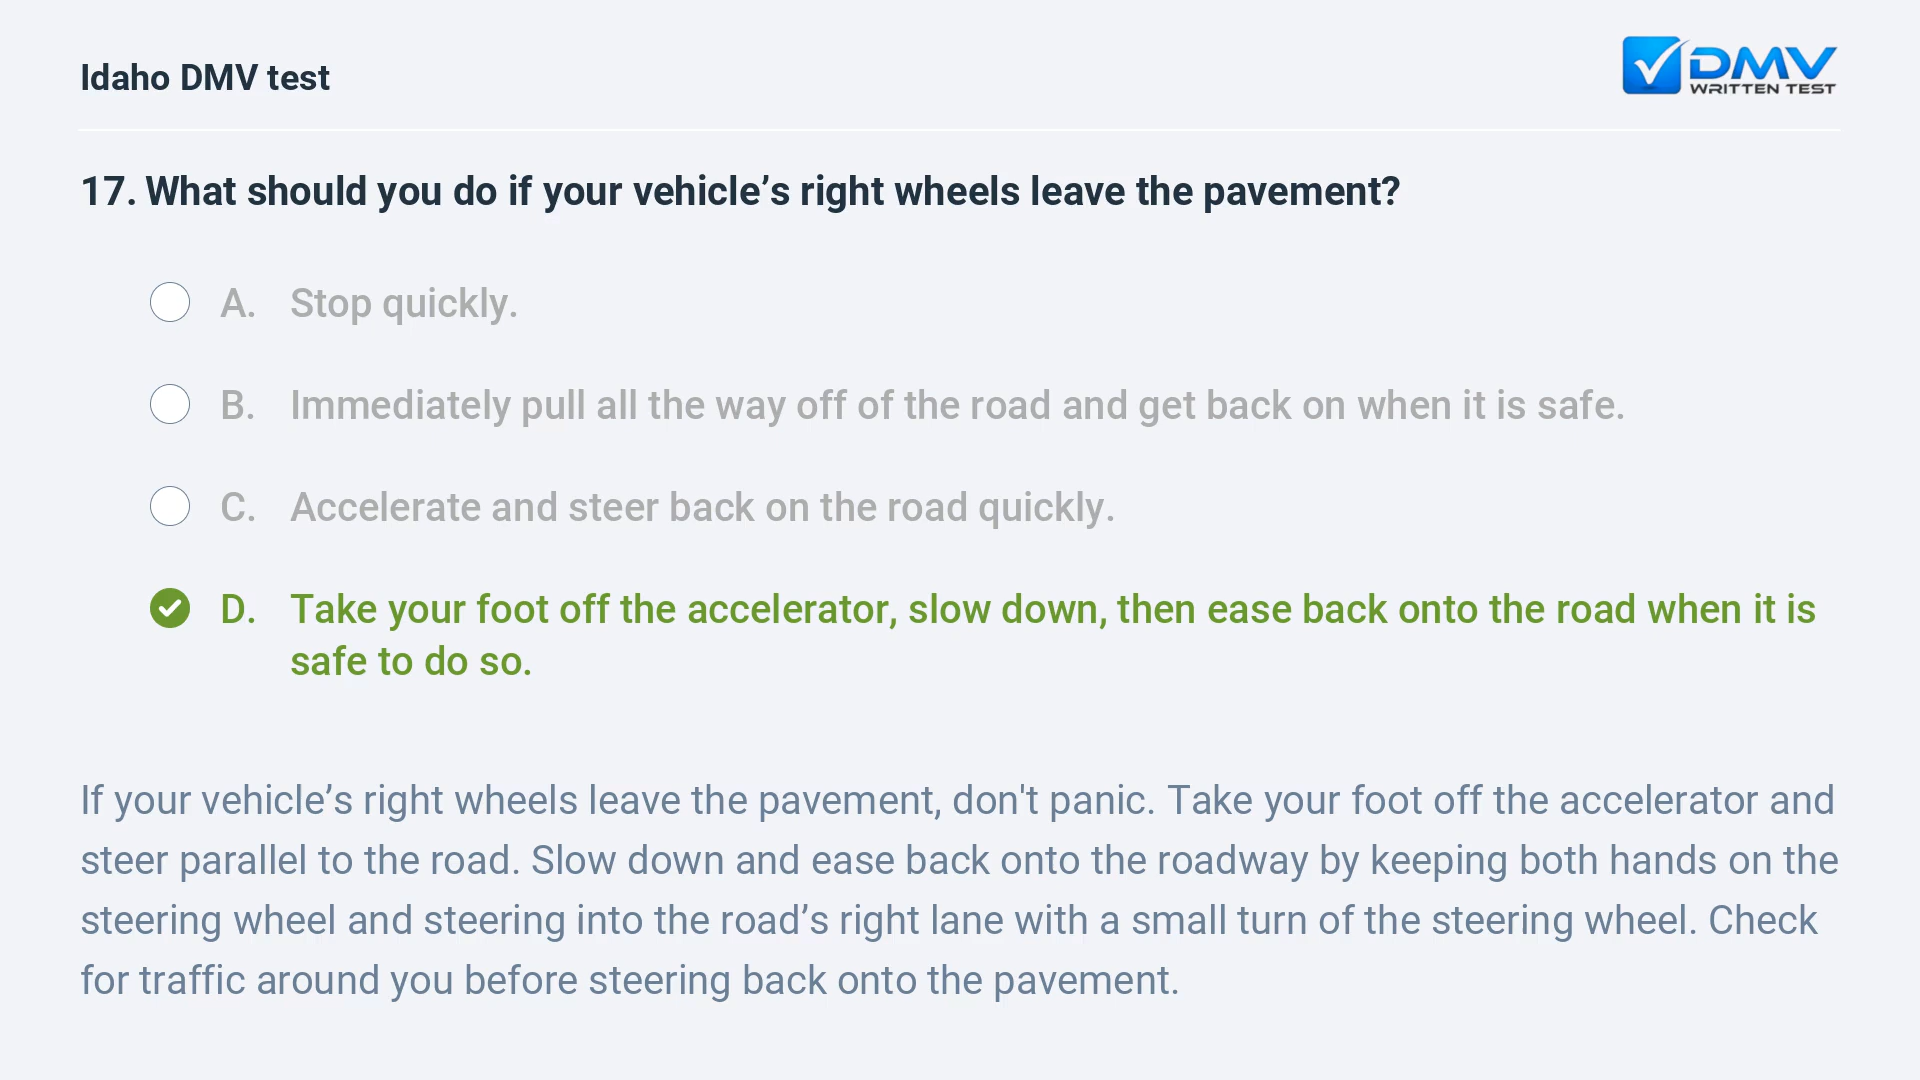 Idaho DMV test
DMV
WRITTEN TEST
17. What should you do if your vehicle’s right wheels leave the pavement?
A. Stop quickly.
B. Immediately pull all the way off of the road and get back on when it is safe.
C. Accelerate and steer back on the road quickly.
D. Take your foot off the accelerator, slow down, then ease back onto the road when it is
safe to do so.
If your vehicle’s right wheels leave the pavement, don't panic. Take your foot off the accelerator and
steer parallel to the road. Slow down and ease back onto the roadway by keeping both hands on the
steering wheel and steering into the road’s right lane with a small turn of the steering wheel. Check
for traffic around you before steering back onto the pavement.